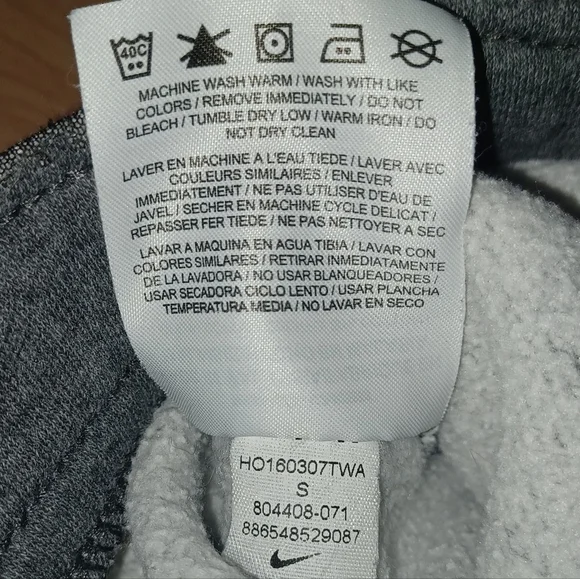 40C
MACHINE WASH WARM / WASH WITH LIKE
COLORS / REMOVE IMMEDIATELY / DO NOT
BLEACH / TUMBLE DRY LOW / WARM IRON / DO
NOT DRY CLEAN
LAVER EN MACHINE A L'EAU TIEDE / LAVER AVEC
COULEURS SIMILAIRES / ENLEVER
IMMEDIATEMENT / NE PAS UTILISER D'EAU DE
JAVEL / SECHER EN MACHINE CYCLE DELICAT /
REPASSER FER TIEDE / NE PAS NETTOYER A SEC
LAVAR A MAQUINA EN AGUA TIBIA / LAVAR CON
COLORES SIMILARES / RETIRAR INMEDIATAMENTE
DE LA LAVADORA / NO USAR BLANQUEADORES /
USAR SECADORA CICLO LENTO / USAR PLANCHA
TEMPERATURA MEDIA / NO LAVAR EN SECO
HO160307TWA
S
804408-071
886548529087